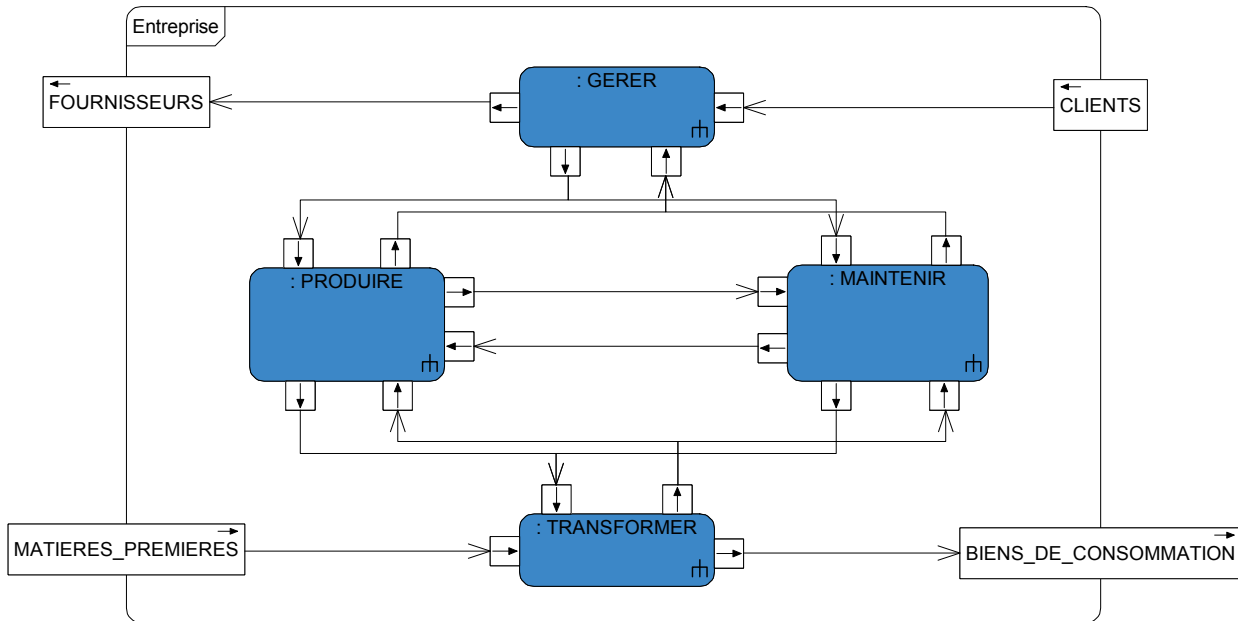 Entreprise
: GERER
FOURNISSEURS
CLIENTS
: PRODUIRE
: MAINTENIR
: TRANSFORMER
MATIERES_PREMIERES
BIENS_DE_CONSOMMATION